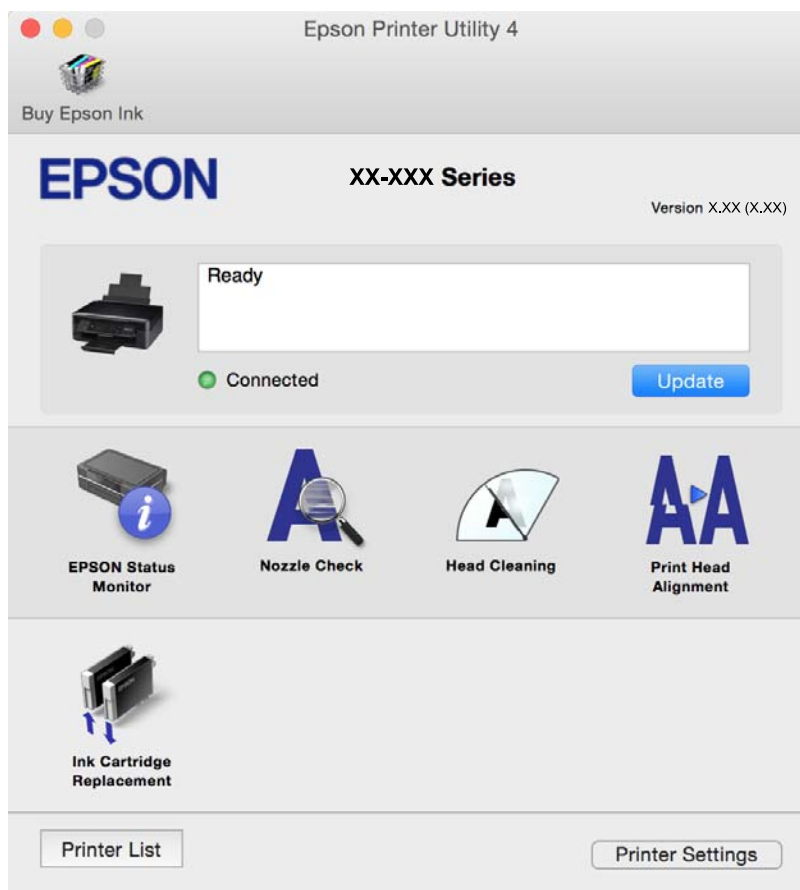 Epson Printer Utility 4
Buy Epson Ink
EPSON
XX-XXX Series
Version X.XX (X.XX)
Ready
Connected
Update
EPSON Status
Monitor
Nozzle Check
Head Cleaning
Print Head
Alignment
Ink Cartridge
Replacement
Printer List
Printer Settings